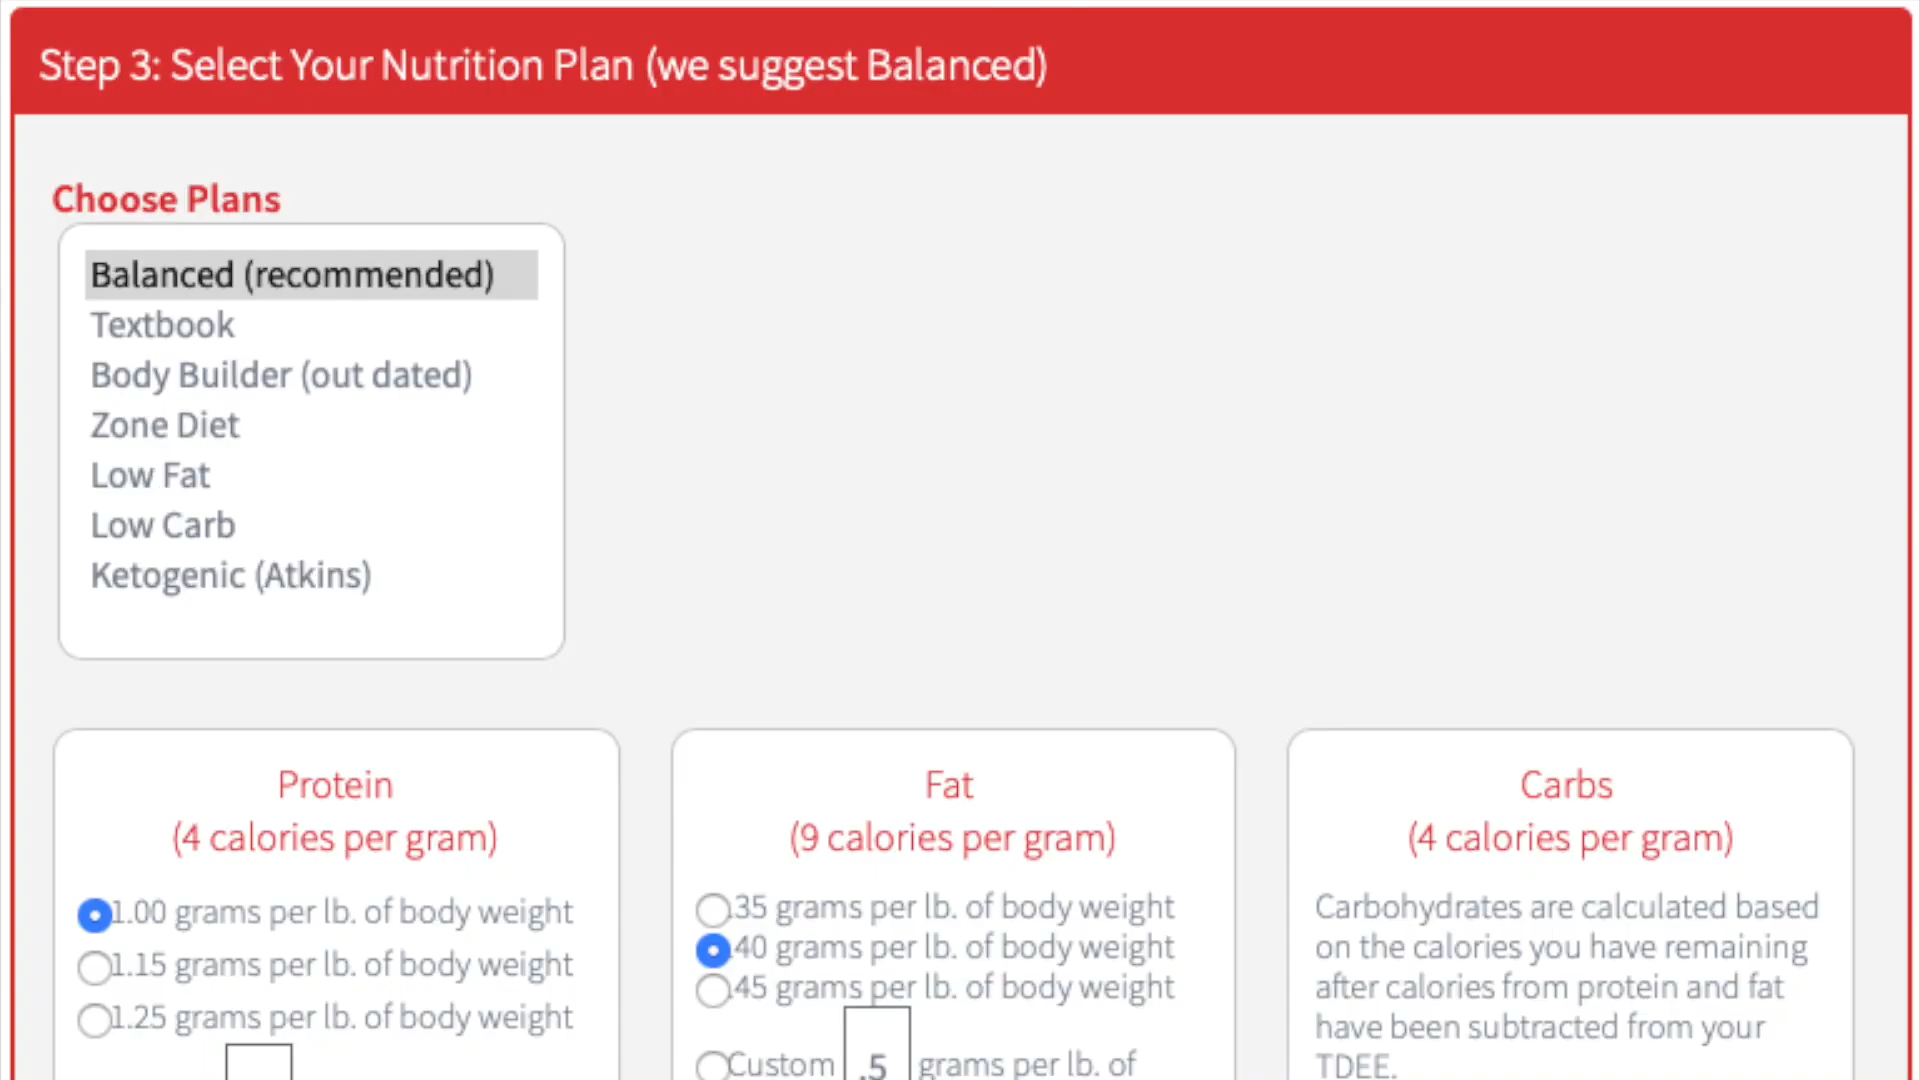 Step 3: Select Your Nutrition Plan (we suggest Balanced)
Choose Plans
Balanced (recommended)
Textbook
Body Builder (out dated)
Zone Diet
Low Fat
Low Carb
Ketogenic (Atkins)
Protein
(4 calories per gram)
1.00 grams per lb. of body weight
1.15 grams per lb. of body weight
1.25 grams per lb. of body weight
Fat
(9 calories per gram)
.35 grams per lb. of body weight
.40 grams per lb. of body weight
.45 grams per lb. of body weight
Custom .5 grams per lb. of
Carbs
(4 calories per gram)
Carbohydrates are calculated based
on the calories you have remaining
after calories from protein and fat
have been subtracted from your
TDEE.